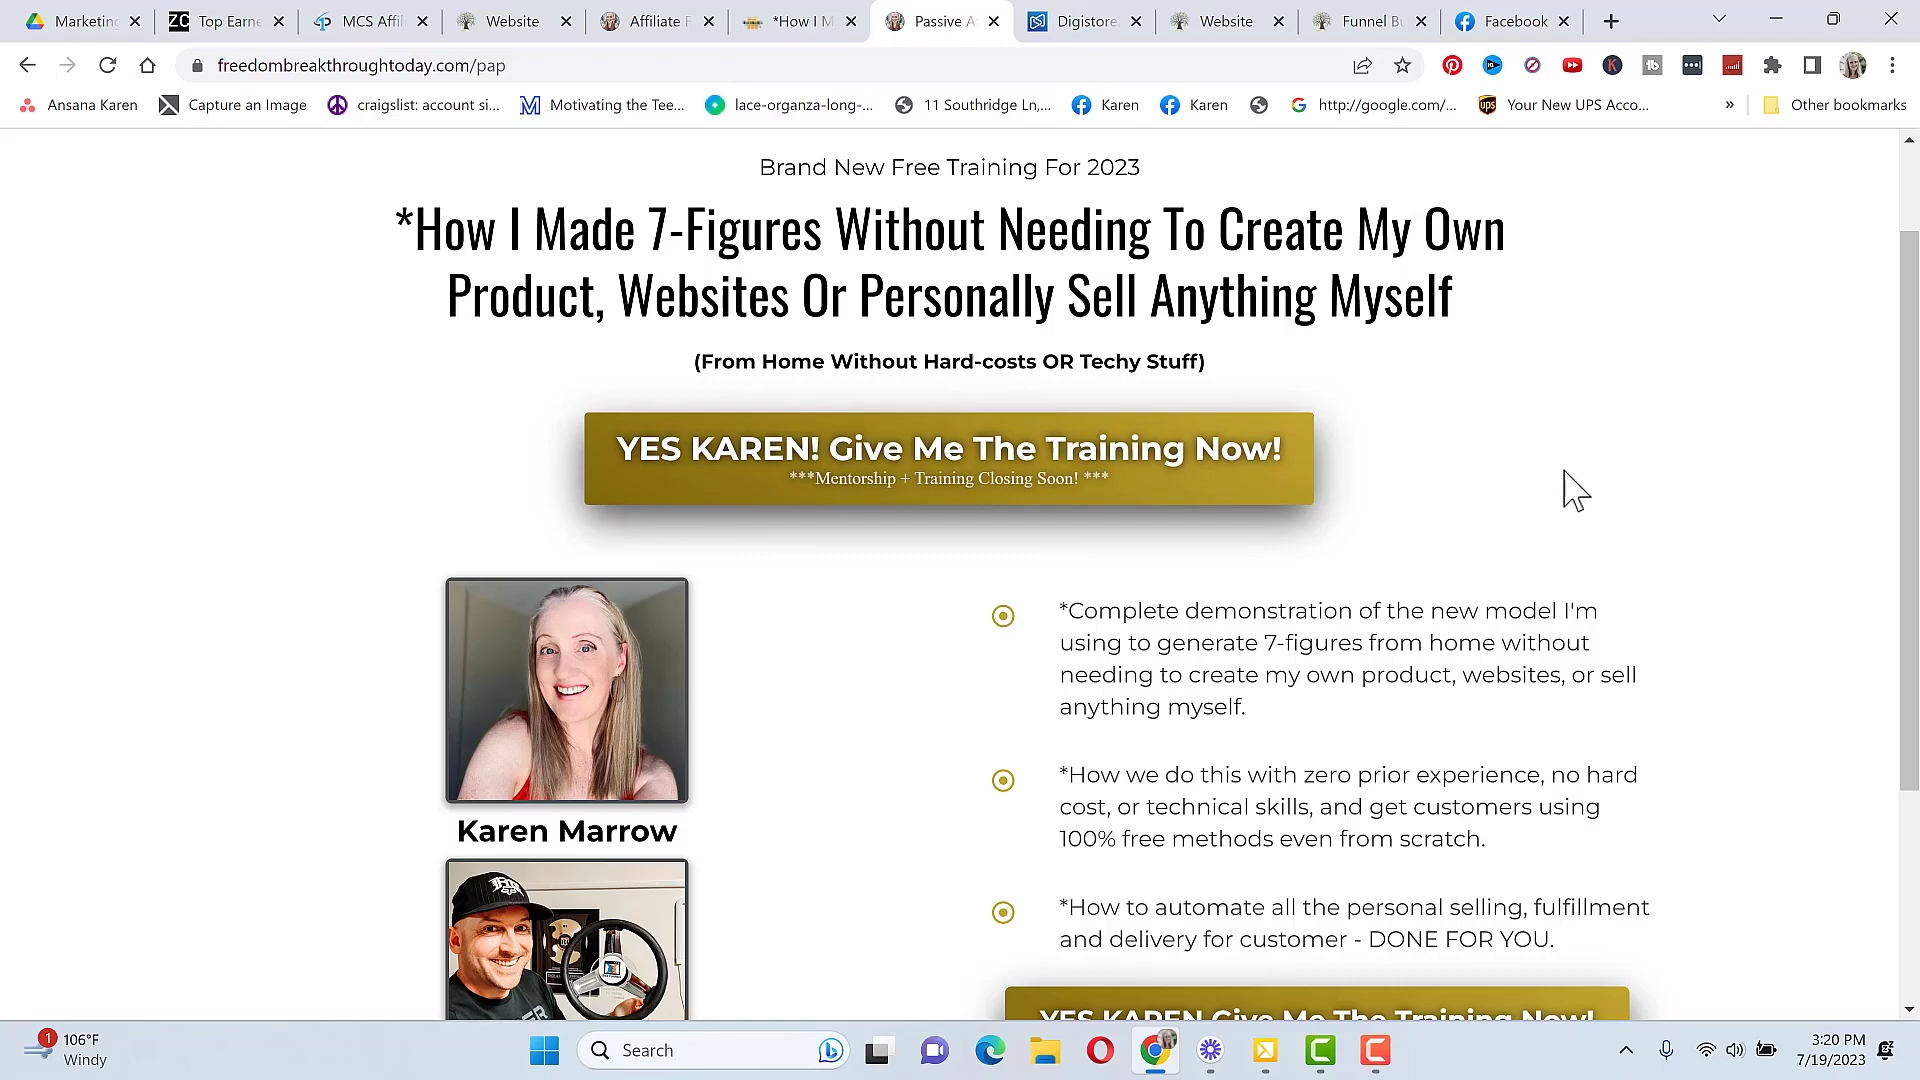 Marketing
Top Earne
MCS Affil
Website
Affiliate F
*How I M
Passive A
Digistore
Website
Funnel Bu
Facebook
freedombreakthroughtoday.com/pap
Ansana Karen
Capture an Image
craigslist: account si...
Motivating the Tee...
lace-organza-long-...
11 Southridge Ln,...
Karen
Karen
http://google.com/...
Your New UPS Acco...
»
Other bookmarks
Brand New Free Training For 2023
*How I Made 7-Figures Without Needing To Create My Own
Product, Websites Or Personally Sell Anything Myself
(From Home Without Hard-costs OR Techy Stuff)
YES KAREN! Give Me The Training Now!
***Mentorship + Training Closing Soon! ***
Karen Marrow
*Complete demonstration of the new model I'm
using to generate 7-figures from home without
needing to create my own product, websites, or sell
anything myself.
*How we do this with zero prior experience, no hard
cost, or technical skills, and get customers using
100% free methods even from scratch.
*How to automate all the personal selling, fulfillment
and delivery for customer - DONE FOR YOU.
YES KAREN Give Me The Training Now!
1
106°F
Windy
Search
3:20 PM
7/19/2023